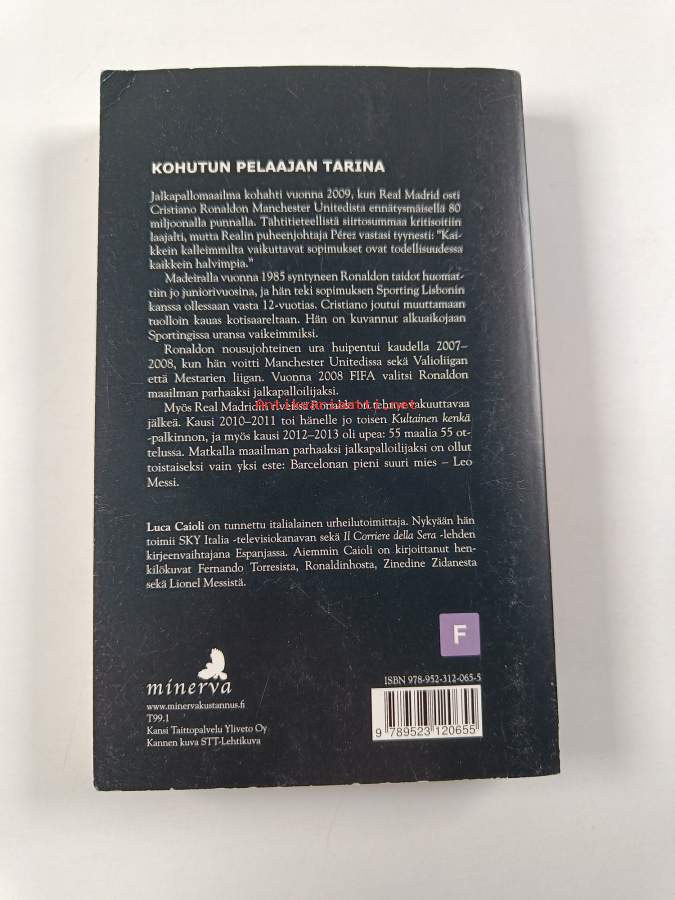 KOHUTUN PELAAJAN TARINA
Jalkapallomaailma kohahti vuonna 2009, kun Real Madrid osti
Cristiano Ronaldon Manchester Unitedista ennätysmäisellä 80
miljoonalla punnalla. Tähtitieteellistä siirtosummaa kritisoitiin
laajalti, mutta Realin puheenjohtaja Pérez vastasi tyynesti: "Kai-
kkein kalleimmilta vaikuttavat sopimukset ovat todellisuudessa
kaikkein halvimpia."
Madeiralla vuonna 1985 syntyneen Ronaldon taidot huomat-
tiin jo juniorivuosina, ja hän teki sopimuksen Sporting Lisbonin
kanssa ollessaan vasta 12-vuotias. Cristiano joutui muuttamaan
tuolloin kauas kotisaareltaan. Hän on kuvannut alkuaikojaan
Sportingissa uransa vaikeimmiksi.
Ronaldon nousujohteinen ura huipentui kaudella 2007–
2008, kun hän voitti Manchester Unitedissa sekä Valioliigan
että Mestarien liigan. Vuonna 2008 FIFA valitsi Ronaldon
maailman parhaaksi jalkapalloilijaksi.
Myös Real Madridin riveissä Ronaldo on tehnyt vakuuttavaa
jälkeä. Kausi 2010–2011 toi hänelle jo toisen Kultainen kenkä
-palkinnon, ja myös kausi 2012–2013 oli upea: 55 maalia 55 ot-
telussa. Matkalla maailman parhaaksi jalkapalloilijaksi on ollut
toistaiseksi vain yksi este: Barcelonan pieni suuri mies – Leo
Messi.
Luca Caioli on tunnettu italialainen urheilutoimittaja. Nykyään hän
toimii SKY Italia -televisiokanavan sekä Il Corriere della Sera -lehden
kirjeenvaihtajana Espanjassa. Aiemmin Caioli on kirjoittanut hen-
kilökuvat Fernando Torresista, Ronaldinhosta, Zinedine Zidanesta
sekä Lionel Messistä.
F
minerva
www.minervakustannus.fi
T99.1
Kansi Taittopalvelu Yliveto Oy
Kannen kuva STT-Lehtikuva
ISBN 978-952-312-065-5
9 789523 120655